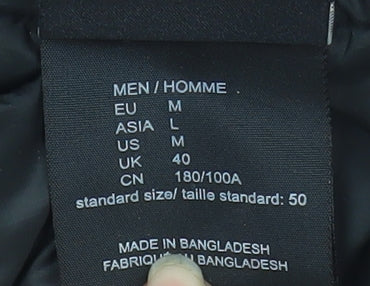 MEN / HOMME
EU M
ASIA L
US M
UK 40
CN 180/100A
standard size/ taille standard: 50
MADE IN BANGLADESH
BANGLADESH